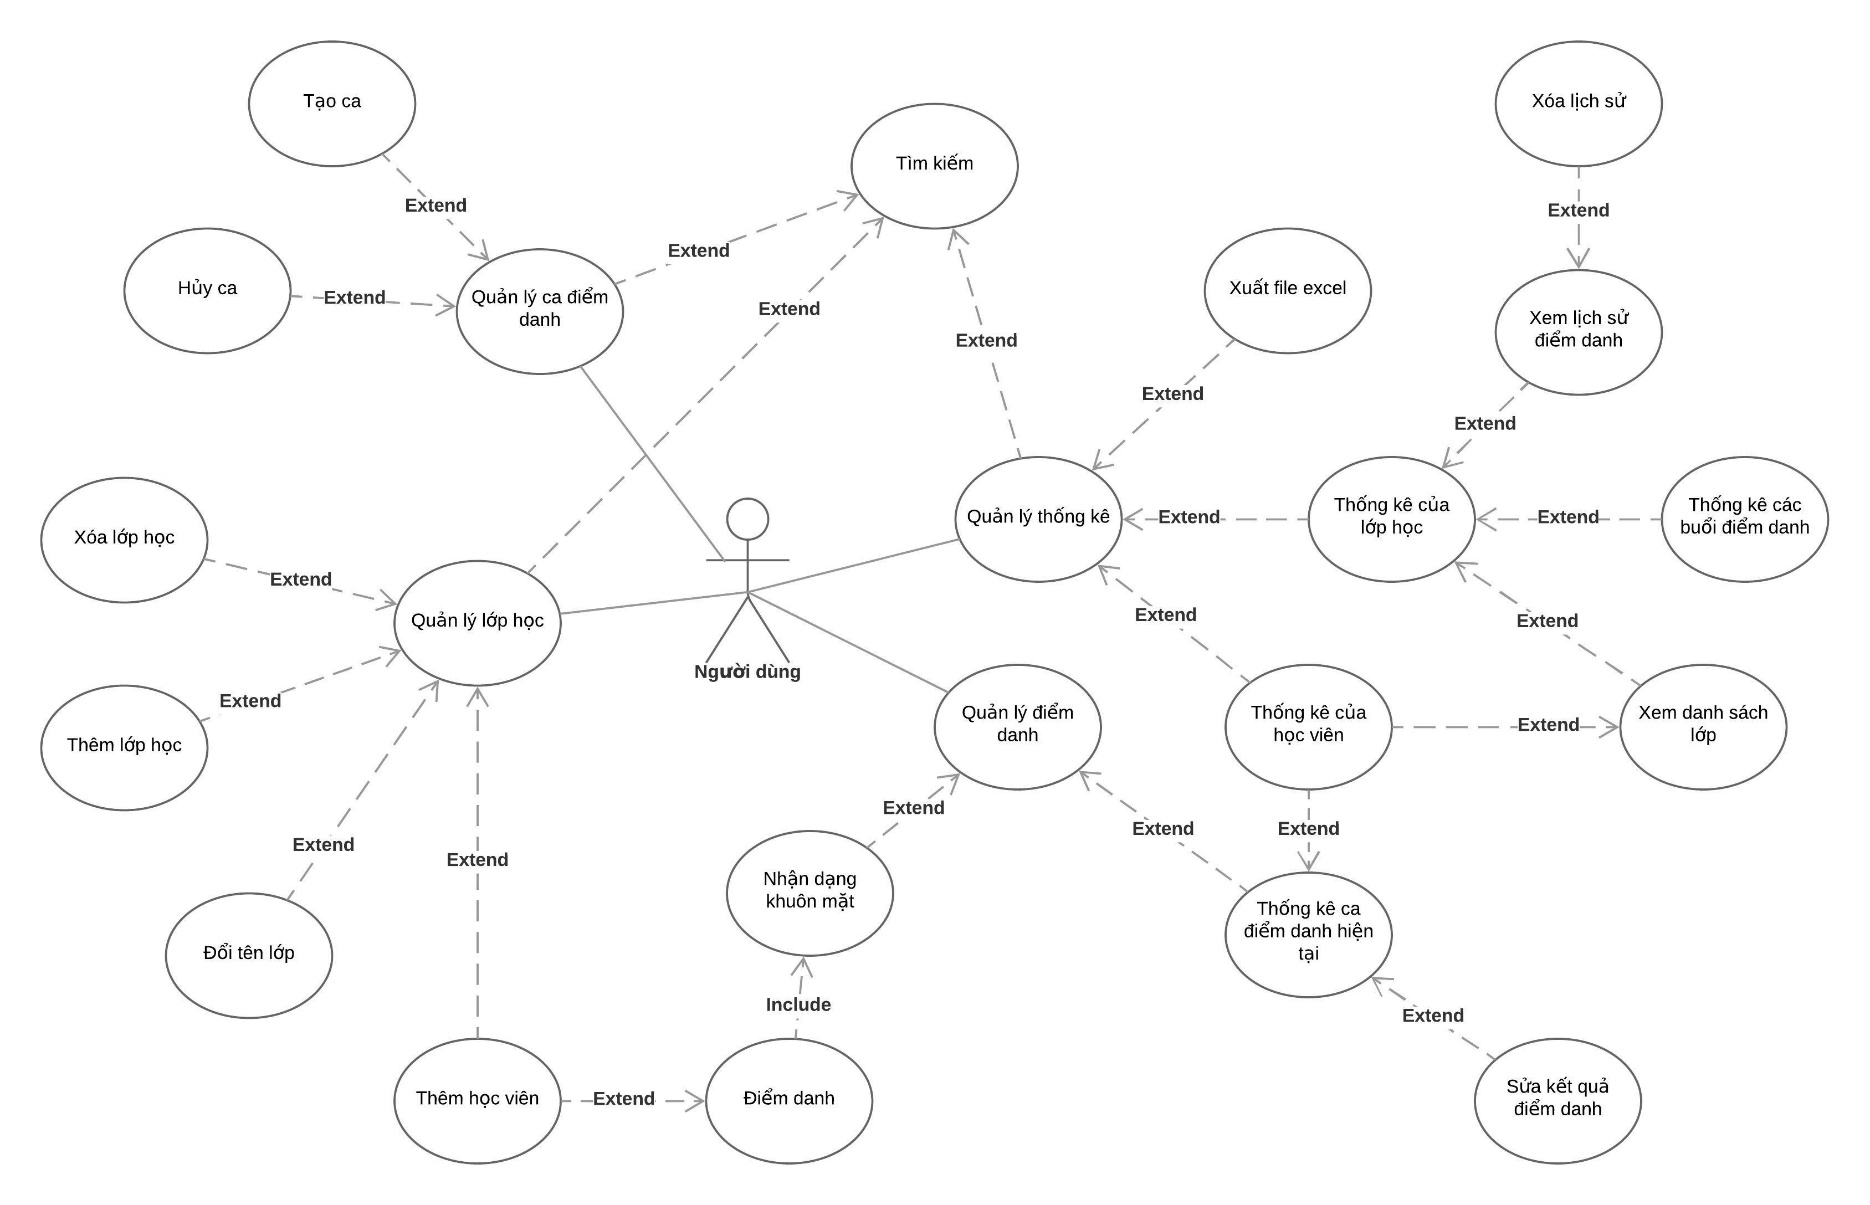 Tạo ca
Xóa lịch sử
Tìm kiếm
Extend
Extend
Hủy ca
Extend
Quản lý ca điểm
danh
Extend
Extend
Extend
Xuất file excel
Xem lịch sử
điểm danh
Extend
Extend
Xóa lớp học
Extend
Quản lý thống kê
Extend
Thống kê của
lớp học
Extend
Thống kê các
buổi điểm danh
Quản lý lớp học
Người dùng
Extend
Extend
Thêm lớp học
Extend
Quản lý điểm
danh
Thống kê của
học viên
Extend
Xem danh sách
lớp
Extend
Extend
Extend
Extend
Extend
Nhận dạng
khuôn mặt
Thống kê ca
điểm danh hiện
tại
Đổi tên lớp
Include
Extend
Thêm học viên
Extend
Điểm danh
Sửa kết quả
điểm danh